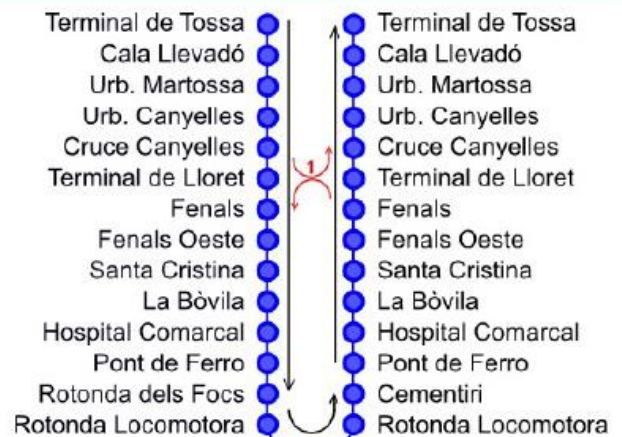 Terminal de Tossa
Cala Llevadó
Urb. Martossa
Urb. Canyelles
Cruce Canyelles
Terminal de Lloret
Fenals
Fenals Oeste
Santa Cristina
La Bòvila
Hospital Comarcal
Pont de Ferro
Rotonda dels Focs
Rotonda Locomotora
1
Terminal de Tossa
Cala Llevadó
Urb. Martossa
Urb. Canyelles
Cruce Canyelles
Terminal de Lloret
Fenals
Fenals Oeste
Santa Cristina
La Bòvila
Hospital Comarcal
Pont de Ferro
Cementiri
Rotonda Locomotora